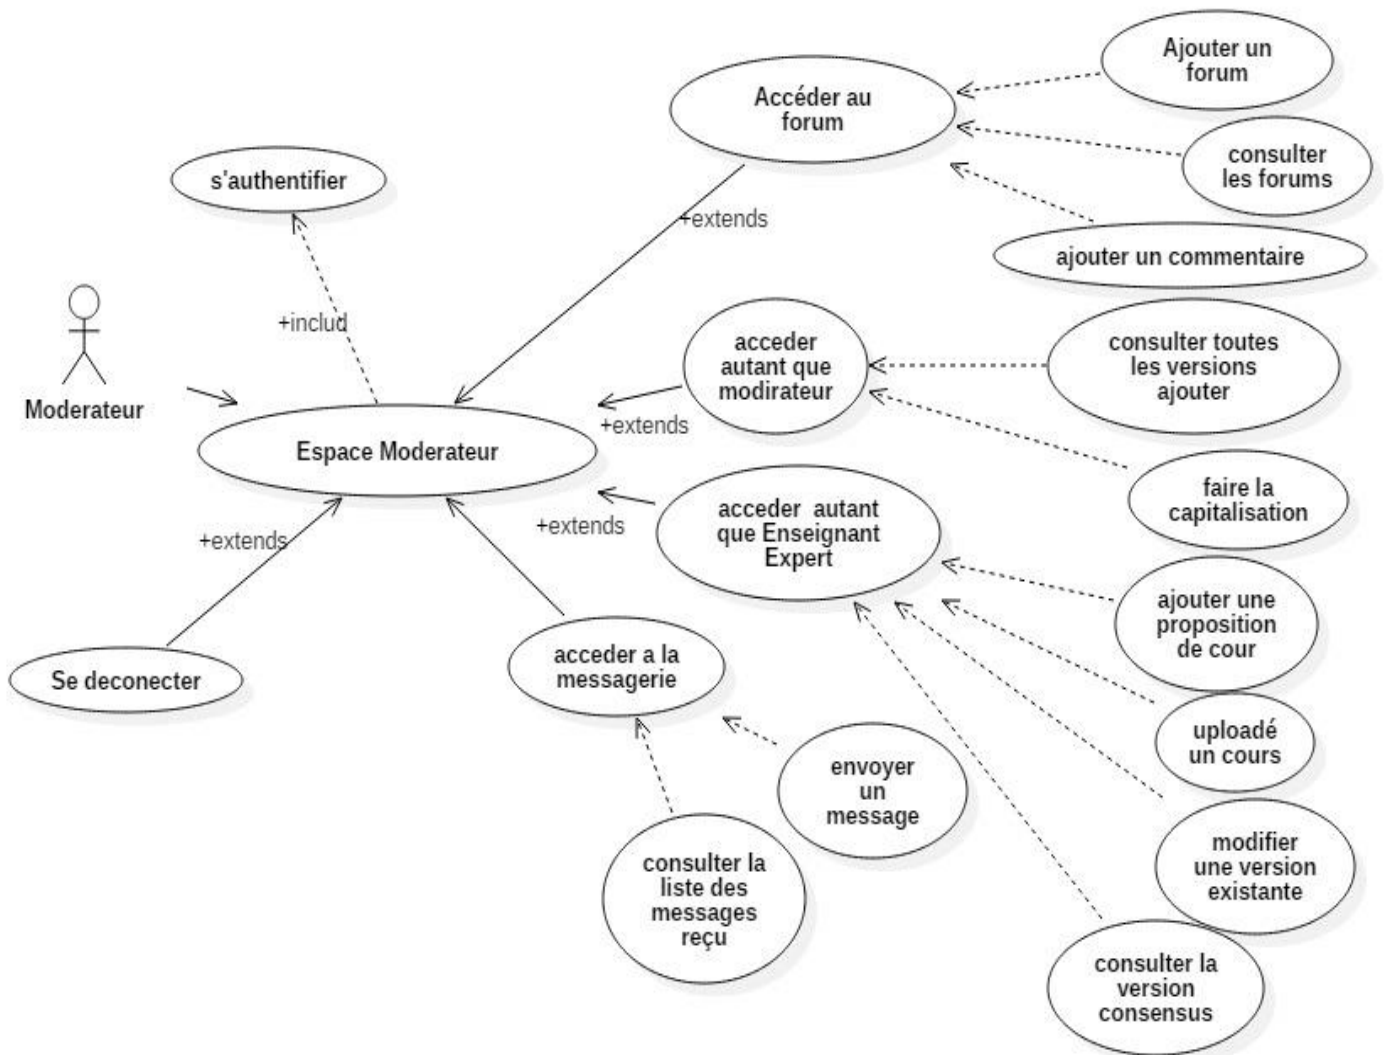 Ajouter un
forum
Accéder au
forum
consulter
les forums
s'authentifier
+extends
ajouter un commentaire
+includ
acceder
autant que
modirateur
consulter toutes
les versions
ajouter
Moderateur
+extends
Espace Moderateur
faire la
capitalisation
acceder  autant
que Enseignant
Expert
+extends
+extends
ajouter une
proposition
de cour
acceder a la
messagerie
Se deconecter
uploadé
un cours
envoyer
un
message
modifier
une version
existante
consulter la
liste des
messages
reçu
consulter la
version
consensus